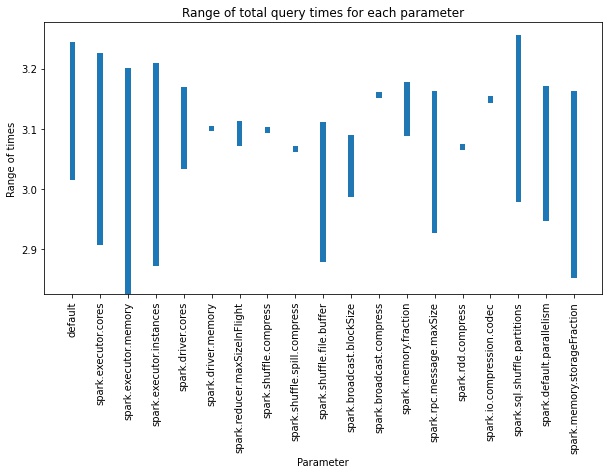 Range of total query times for each parameter
Range of times
3.2
3.1
3.0
2.9
default
spark.executor.cores
spark.executor.memory
spark.executor.instances
spark.driver.cores
spark.driver.memory
spark.reducer.maxSizeInFlight
spark.shuffle.compress
spark.shuffle.spill.compress
spark.shuffle.file.buffer
spark.broadcast.blockSize
spark.broadcast.compress
spark.memory.fraction
spark.rpc.message.maxSize
spark.rdd.compress
spark.io.compression.codec
spark.sql.shuffle.partitions
spark.default.parallelism
spark.memory.storageFraction
Parameter